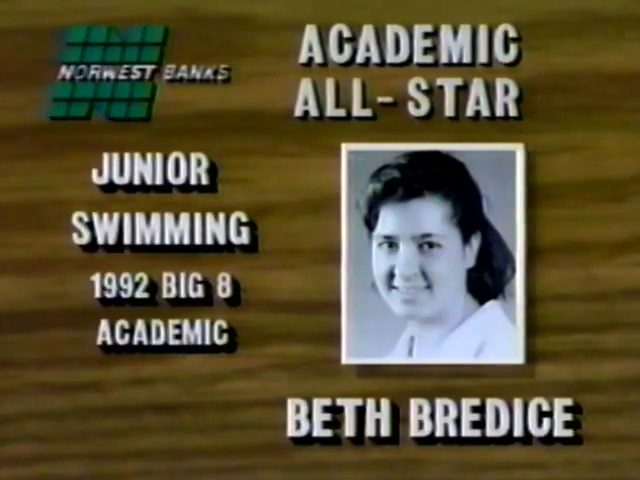 NORWEST BANKS
ACADEMIC
ALL-STAR
JUNIOR
SWIMMING
1992 BIG 8
ACADEMIC
BETH BREDICE